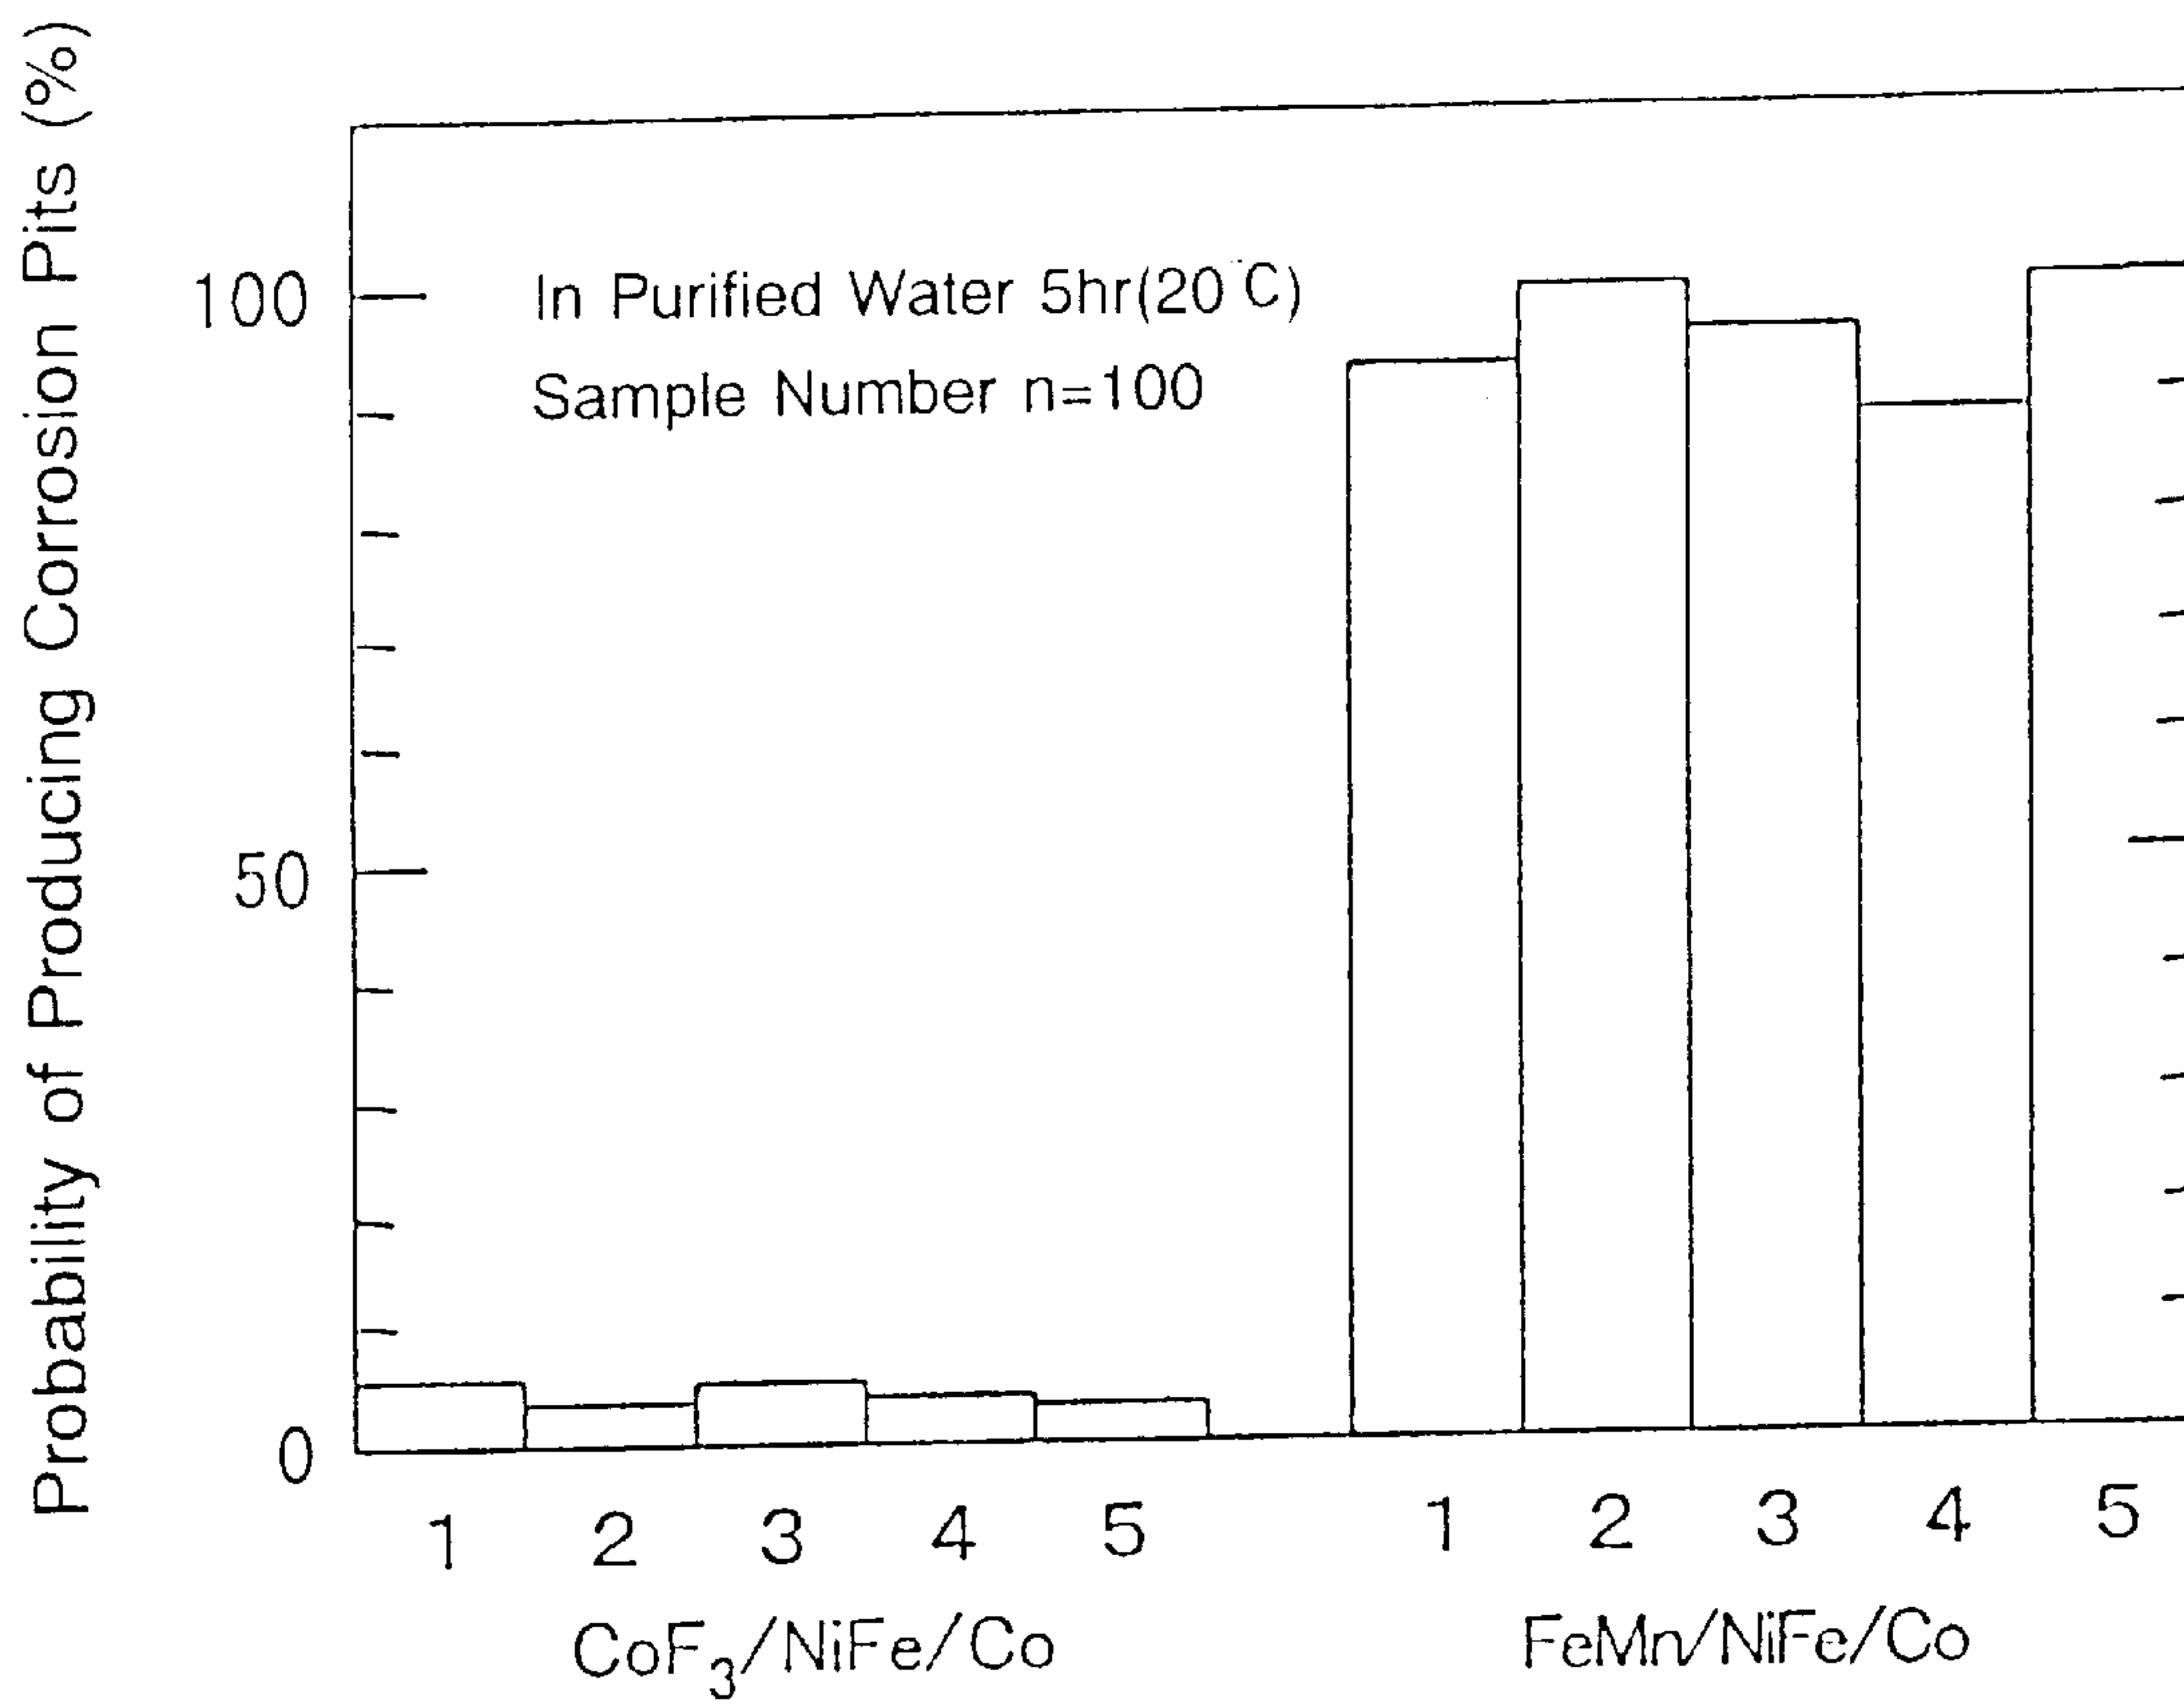 Probability of Producing Corrosion Pits (%)
100
50
0
In Purified Water 5hr(20°C)
Sample Number n=100
1 2 3 4 5 1 2 3 4 5
CoF₃/NiFe/Co FeMn/NiFe/Co